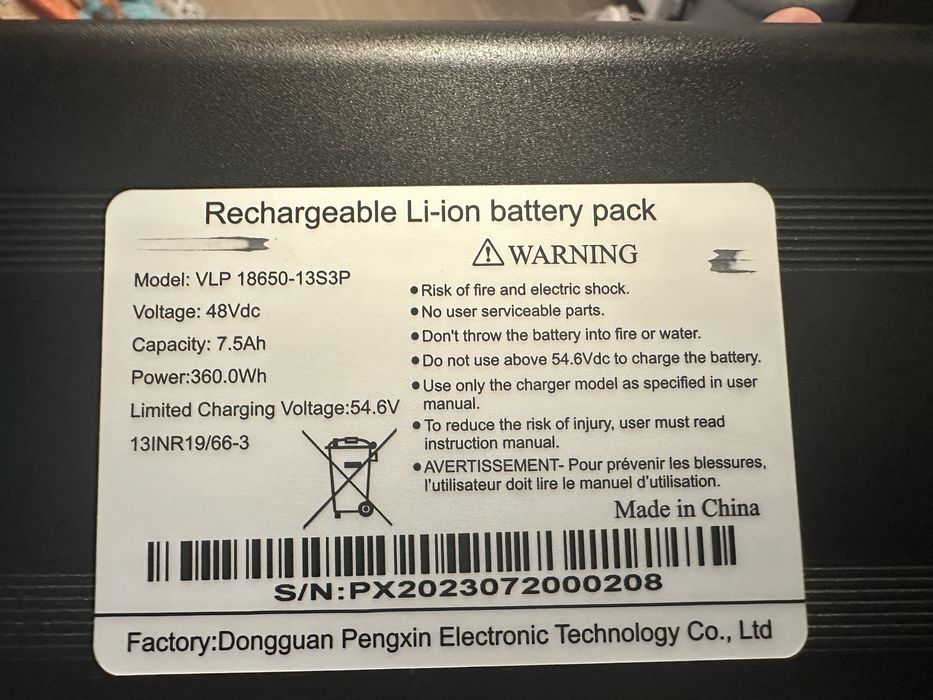 Rechargeable Li-ion battery pack
Model: VLP 18650-13S3P
Voltage: 48Vdc
Capacity: 7.5Ah
Power:360.0Wh
Limited Charging Voltage:54.6V
13INR19/66-3
⚠ WARNING
•Risk of fire and electric shock.
•No user serviceable parts.
•Don't throw the battery into fire or water.
•Do not use above 54.6Vdc to charge the battery.
•Use only the charger model as specified in user
manual.
•To reduce the risk of injury, user must read
instruction manual.
•AVERTISSEMENT- Pour prévenir les blessures,
l'utilisateur doit lire le manuel d'utilisation.
Made in China
S/N:PX2023072000208
Factory:Dongguan Pengxin Electronic Technology Co., Ltd